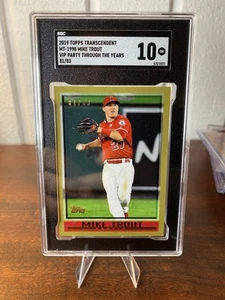 2019 TOPPS TRANSCENDENT
MT-1998 MIKE TROUT
VIP PARTY THROUGH THE YEARS
81/83
SGC
10
Topps
MIKE TROUT